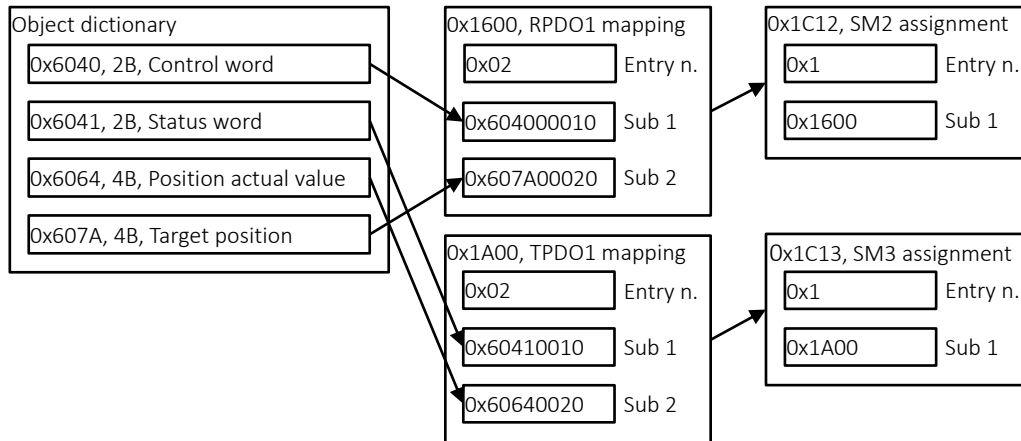 Object dictionary
0x6040, 2B, Control word
0x6041, 2B, Status word
0x6064, 4B, Position actual value
0x607A, 4B, Target position
0x1600, RPDO1 mapping
0x02 Entry n.
0x604000010 Sub 1
0x607A00020 Sub 2
0x1A00, TPDO1 mapping
0x02 Entry n.
0x60410010 Sub 1
0x60640020 Sub 2
0x1C12, SM2 assignment
0x1 Entry n.
0x1600 Sub 1
0x1C13, SM3 assignment
0x1 Entry n.
0x1A00 Sub 1